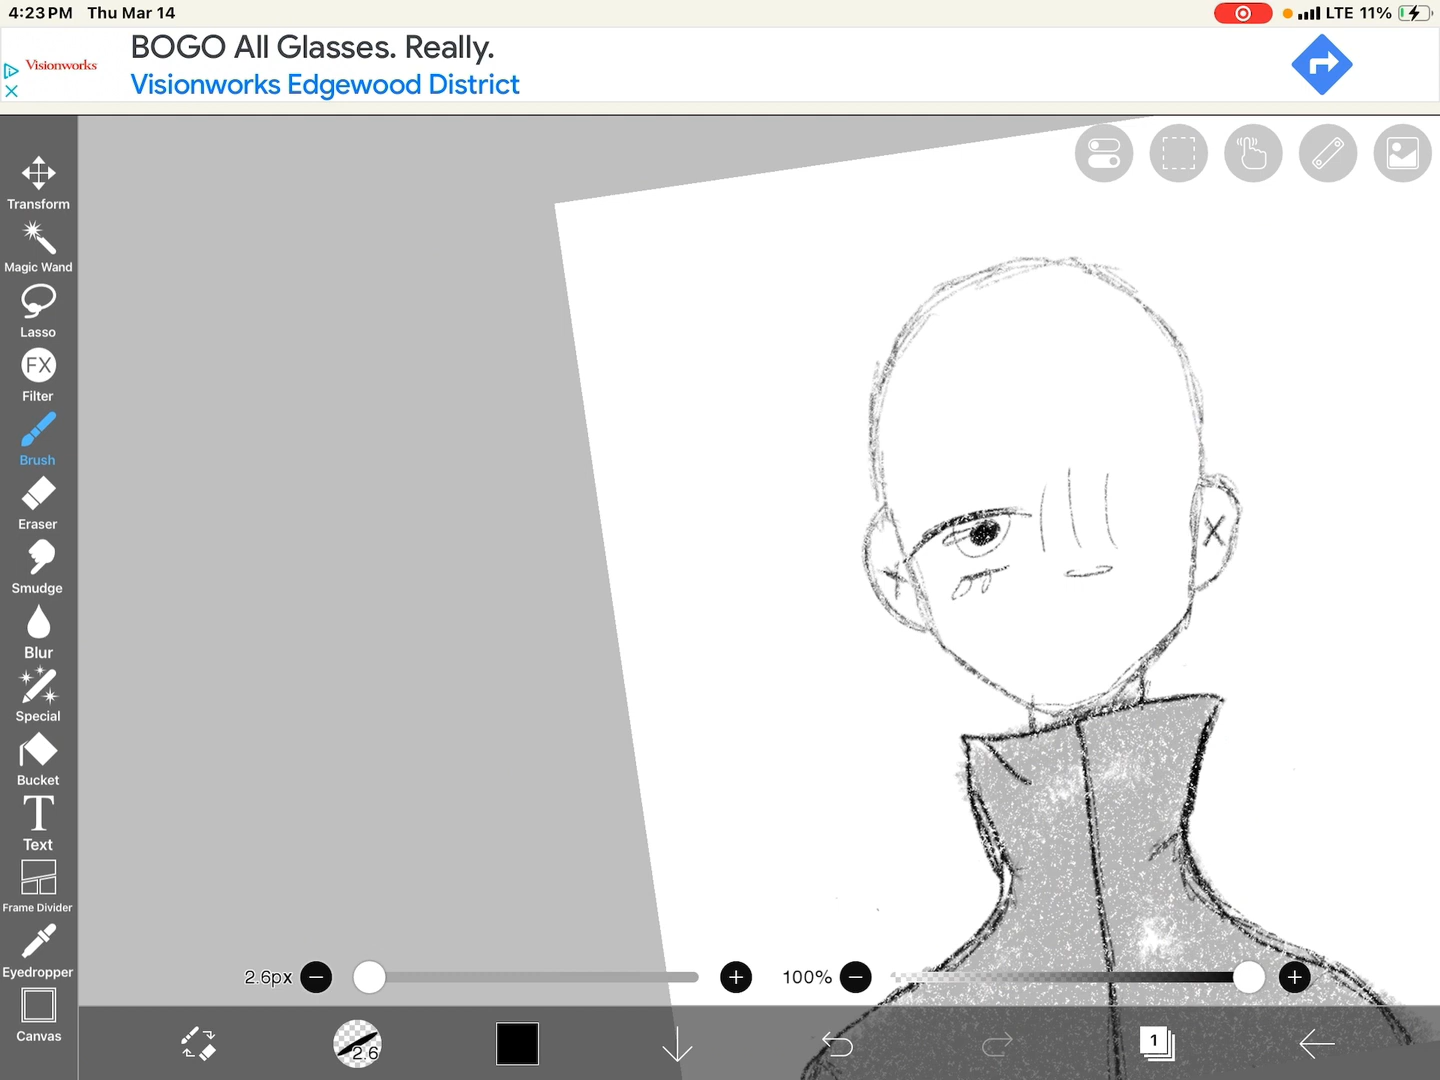 4:23 PM Thu Mar 14
LTE 11%
BOGO All Glasses. Really.
Visionworks
Visionworks Edgewood District
Transform
Magic Wand
Lasso
FX
Filter
Brush
Eraser
Smudge
Blur
Special
Bucket
T
Text
Frame Divider
Eyedropper
Canvas
2.6px
100%
2.6
1